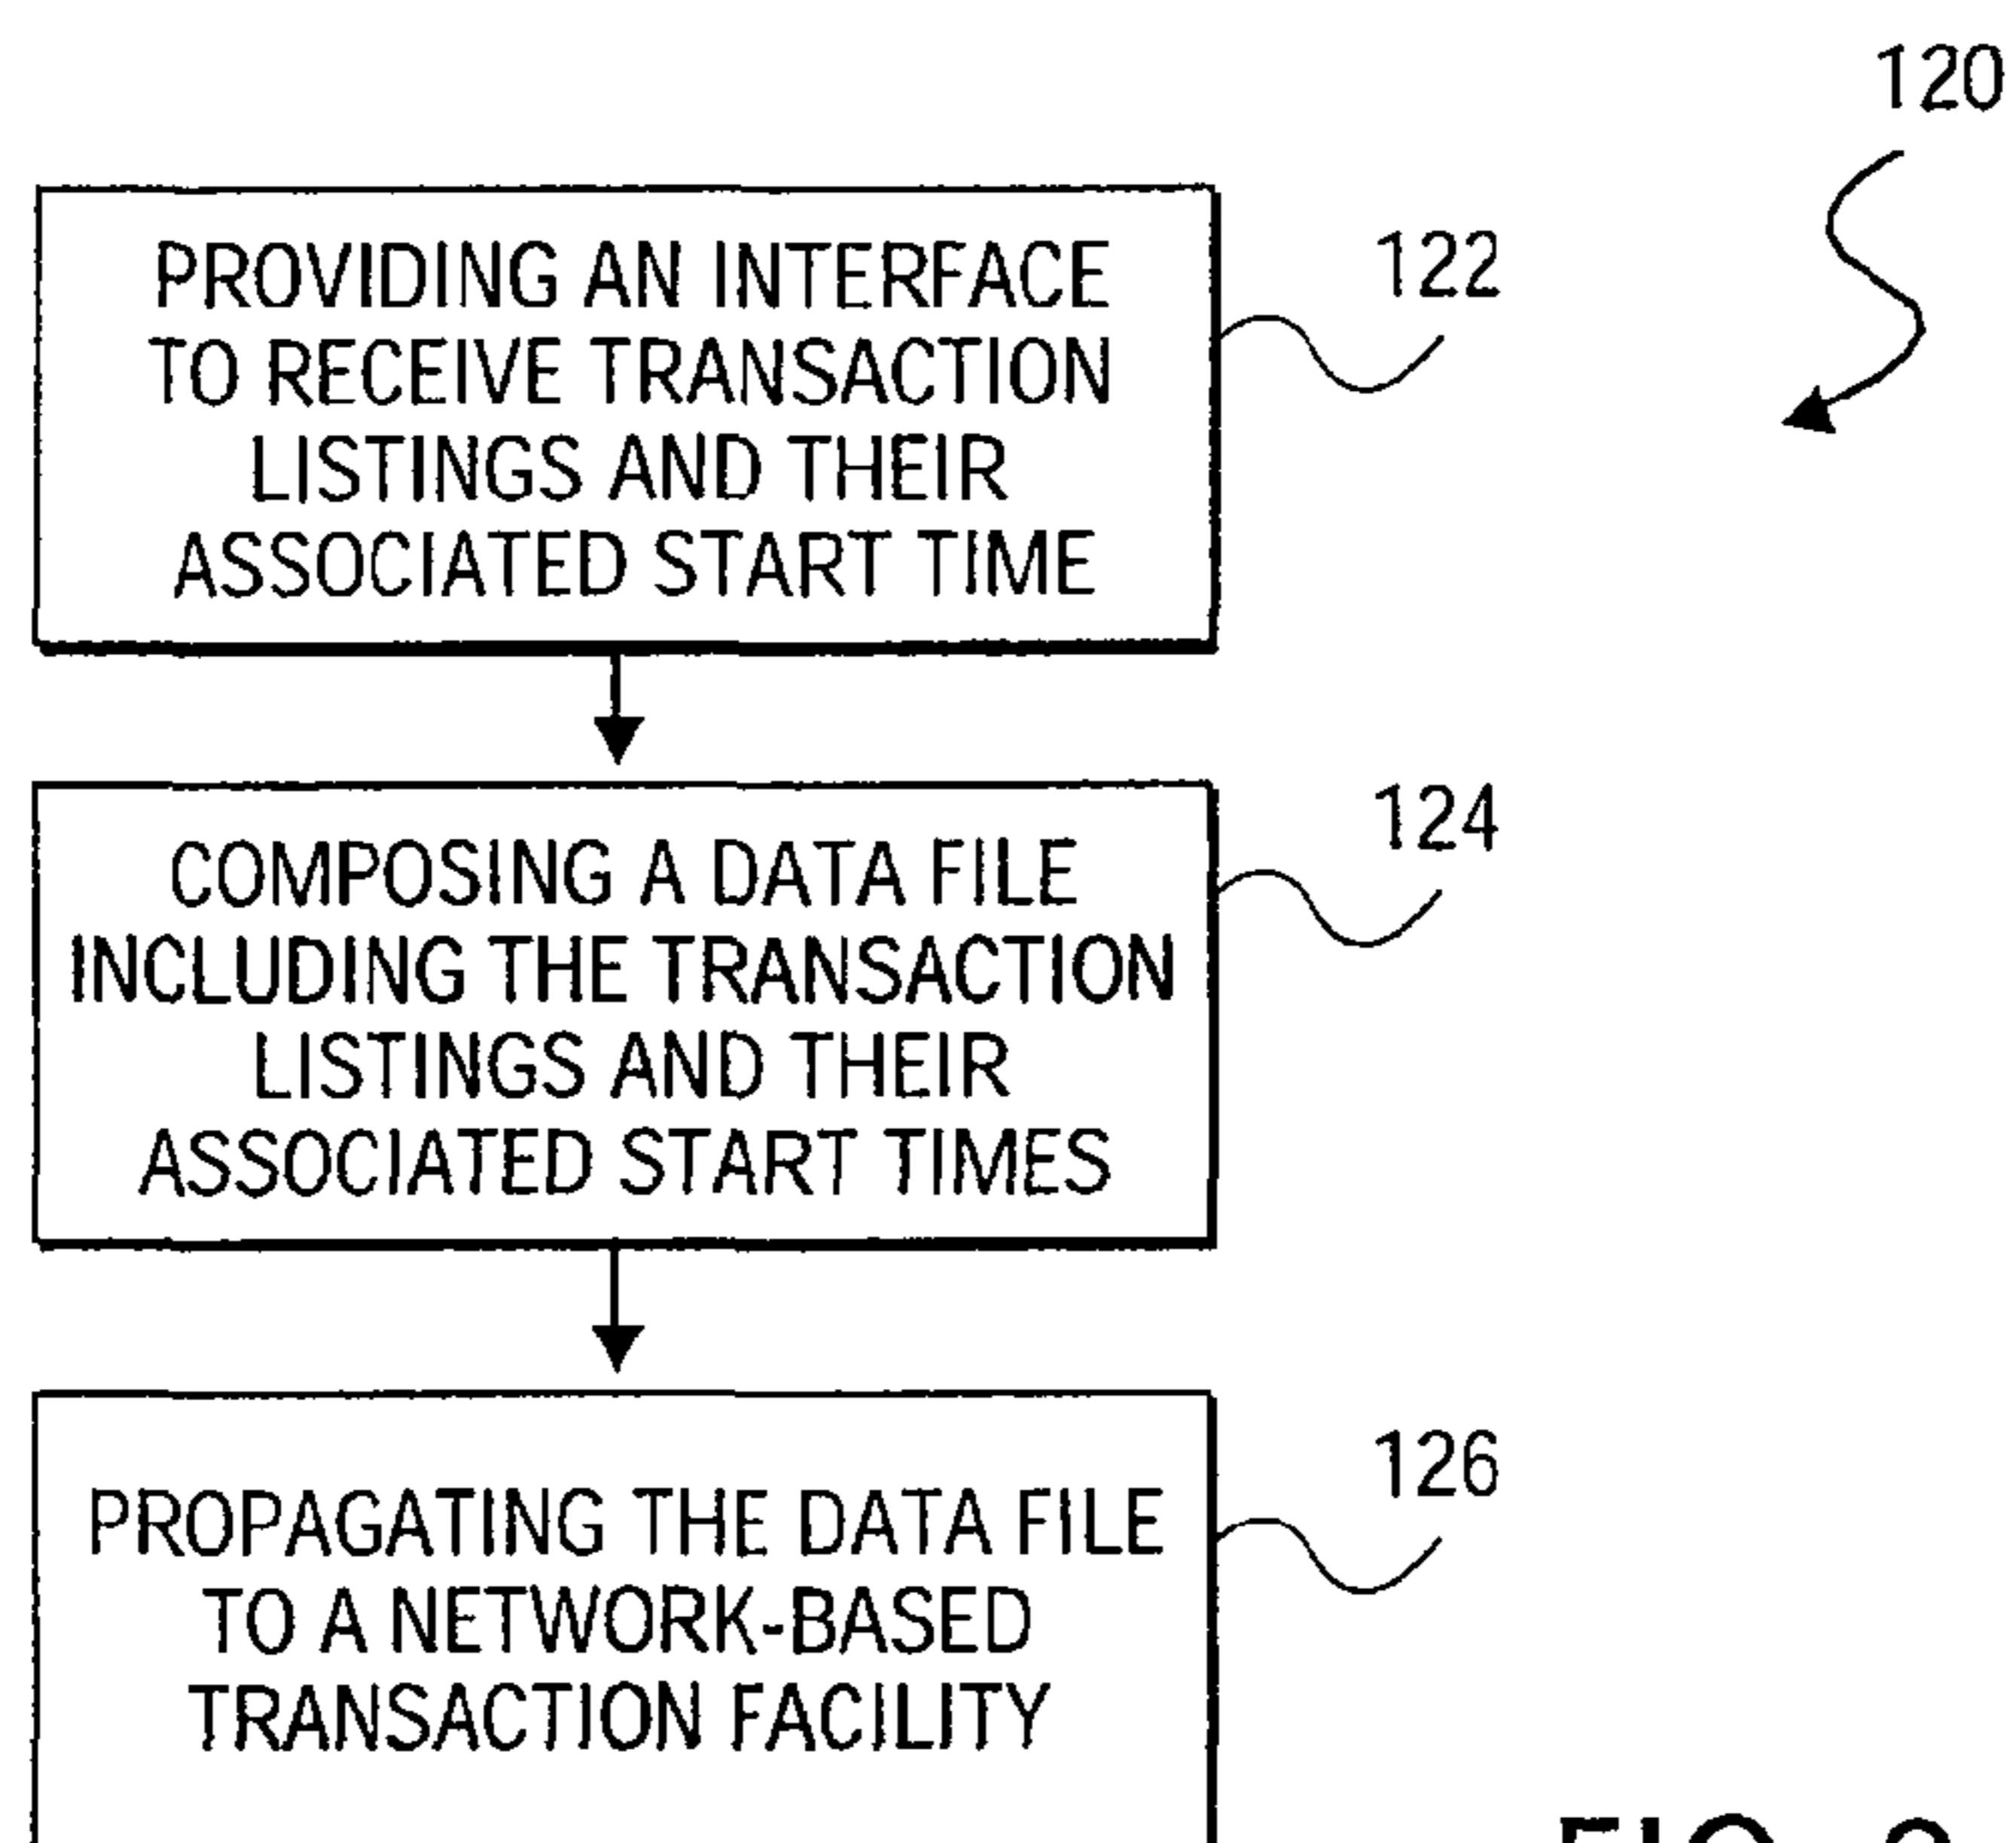 120
PROVIDING AN INTERFACE
TO RECEIVE TRANSACTION
LISTINGS AND THEIR
ASSOCIATED START TIME
122
COMPOSING A DATA FILE
INCLUDING THE TRANSACTION
LISTINGS AND THEIR
ASSOCIATED START TIMES
124
PROPAGATING THE DATA FILE
TO A NETWORK-BASED
TRANSACTION FACILITY
126